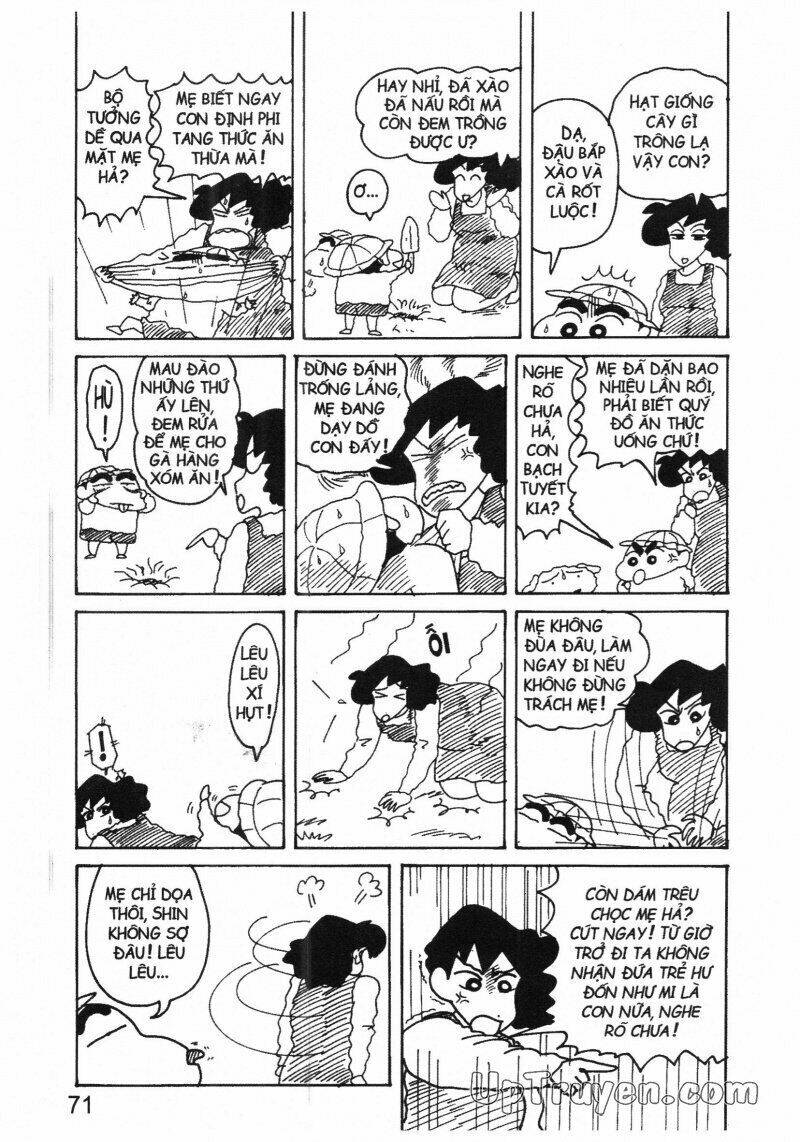 HẠT GIỐNG
CÂY GÌ
TRÔNG LẠ
VẬY CON?
DẠ,
ĐẬU BẮP
XÀO VÀ
CÀ RỐT
LUỘC!
HAY NHỈ, ĐÃ XÀO
ĐÃ NẤU RỒI MÀ
CÒN ĐEM TRỒNG
ĐƯỢC Ư?
Ơ...
MẸ BIẾT NGAY
CON ĐỊNH PHI
TANG THỨC ĂN
THỪA MÀ!
BỘ
TƯỞNG
DỄ QUA
MẶT MẸ
HẢ?
MẸ ĐÃ DẶN BAO
NHIÊU LẦN RỒI,
PHẢI BIẾT QUÝ
ĐỒ ĂN THỨC
UỐNG CHỨ!
NGHE
RÕ
CHƯA
HẢ,
CON
BẠCH
TUYẾT
KIA?
ĐỪNG ĐÁNH
TRỐNG LẢNG,
MẸ ĐANG
DẠY DỖ
CON ĐẤY!
MAU ĐÀO
NHỮNG THỨ
ẤY LÊN,
ĐEM RỬA
ĐỂ MẸ CHO
GÀ HÀNG
XÓM ĂN!
HÙ
!
MẸ KHÔNG
ĐÙA ĐÂU, LÀM
NGAY ĐI NẾU
KHÔNG ĐỪNG
TRÁCH MẸ!
ỐI
LÊU
LÊU
XÍ
HỤT!
!
CÒN DÁM TRÊU
CHỌC MẸ HẢ?
CÚT NGAY! TỪ GIỜ
TRỞ ĐI TA KHÔNG
NHẬN ĐỨA TRẺ HƯ
ĐỐN NHƯ MI LÀ
CON NỮA, NGHE
RÕ CHƯA!
MẸ CHỈ DỌA
THÔI, SHIN
KHÔNG SỢ
ĐÂU! LÊU
LÊU...
71
UpTruyen.com